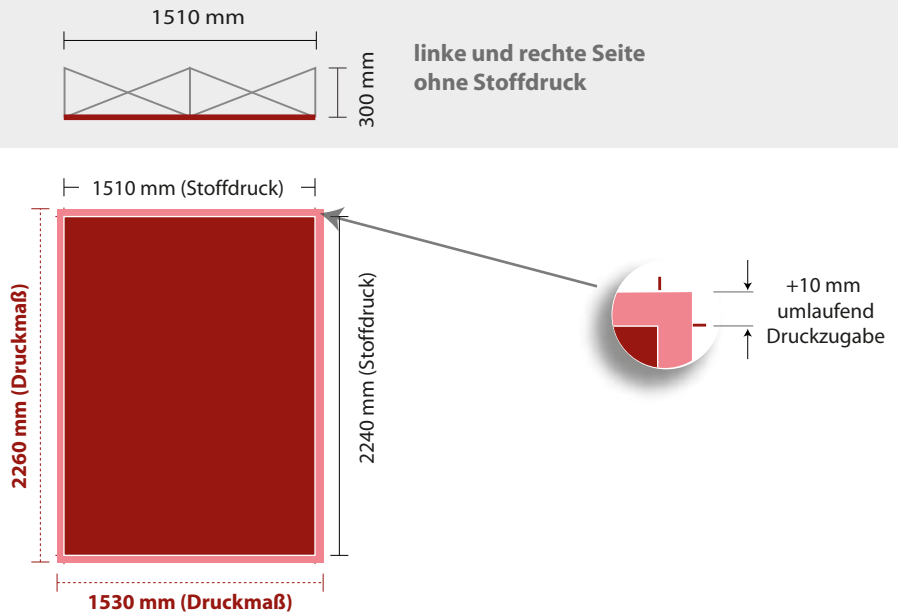 1510 mm
300 mm
linke und rechte Seite
ohne Stoffdruck
1510 mm (Stoffdruck)
2260 mm (Druckmaß)
2240 mm (Stoffdruck)
+10 mm
umlaufend
Druckzugabe
1530 mm (Druckmaß)